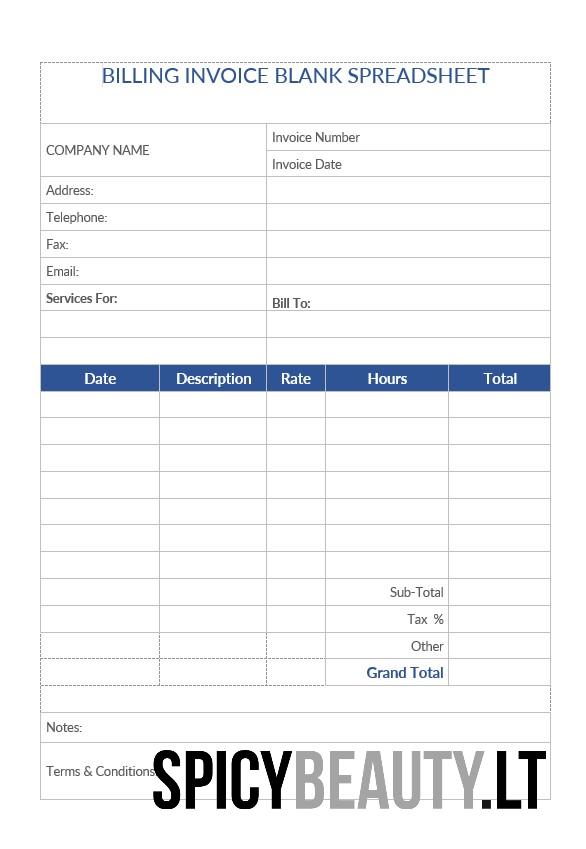 BILLING INVOICE BLANK SPREADSHEET
COMPANY NAME
Invoice Number
Invoice Date
Address:
Telephone:
Fax:
Email:
Services For:
Bill To:
Date Description Rate Hours Total
Sub-Total
Tax %
Other
Grand Total
Notes:
Terms & Conditions
SPICYBEAUTY.LT